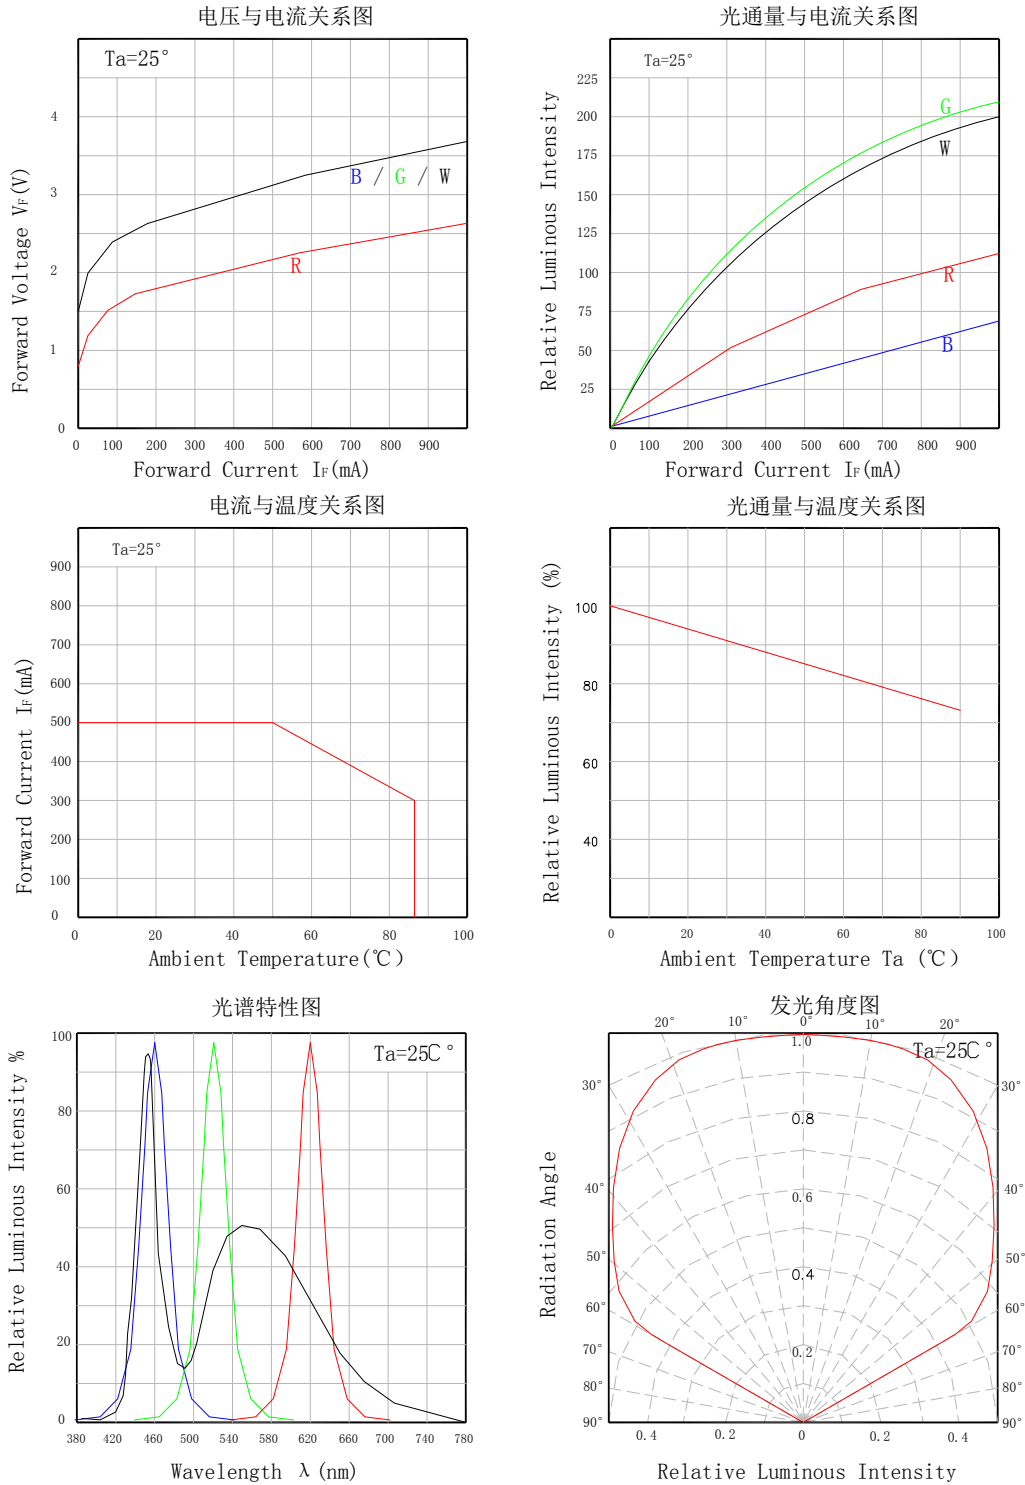 电压与电流关系图
Ta=25°
Forward Voltage VF(V)
4
3
2
1
0
B / G / W
R
0 100 200 300 400 500 600 700 800 900
Forward Current IF(mA)
光通量与电流关系图
Ta=25°
Relative Luminous Intensity
225
200
175
150
125
100
75
50
25
G
W
R
B
0 100 200 300 400 500 600 700 800 900
Forward Current IF(mA)
电流与温度关系图
Ta=25°
Forward Current IF(mA)
900
800
700
600
500
400
300
200
100
0
0 20 40 60 80 100
Ambient Temperature(℃)
光通量与温度关系图
Relative Luminous Intensity (%)
100
80
60
40
0 20 40 60 80 100
Ambient Temperature Ta (℃)
光谱特性图
Ta=25C°
Relative Luminous Intensity %
100
80
60
40
20
0
380 420 460 500 540 580 620 660 700 740 780
Wavelength λ (nm)
发光角度图
20° 10° 0° 10° 20°
Ta=25C°
1.0
30° 30°
0.8
40° 0.6 40°
Radiation Angle
50° 0.4 50°
60° 60°
70° 0.2 70°
80° 80°
90° 90°
0.4 0.2 0 0.2 0.4
Relative Luminous Intensity